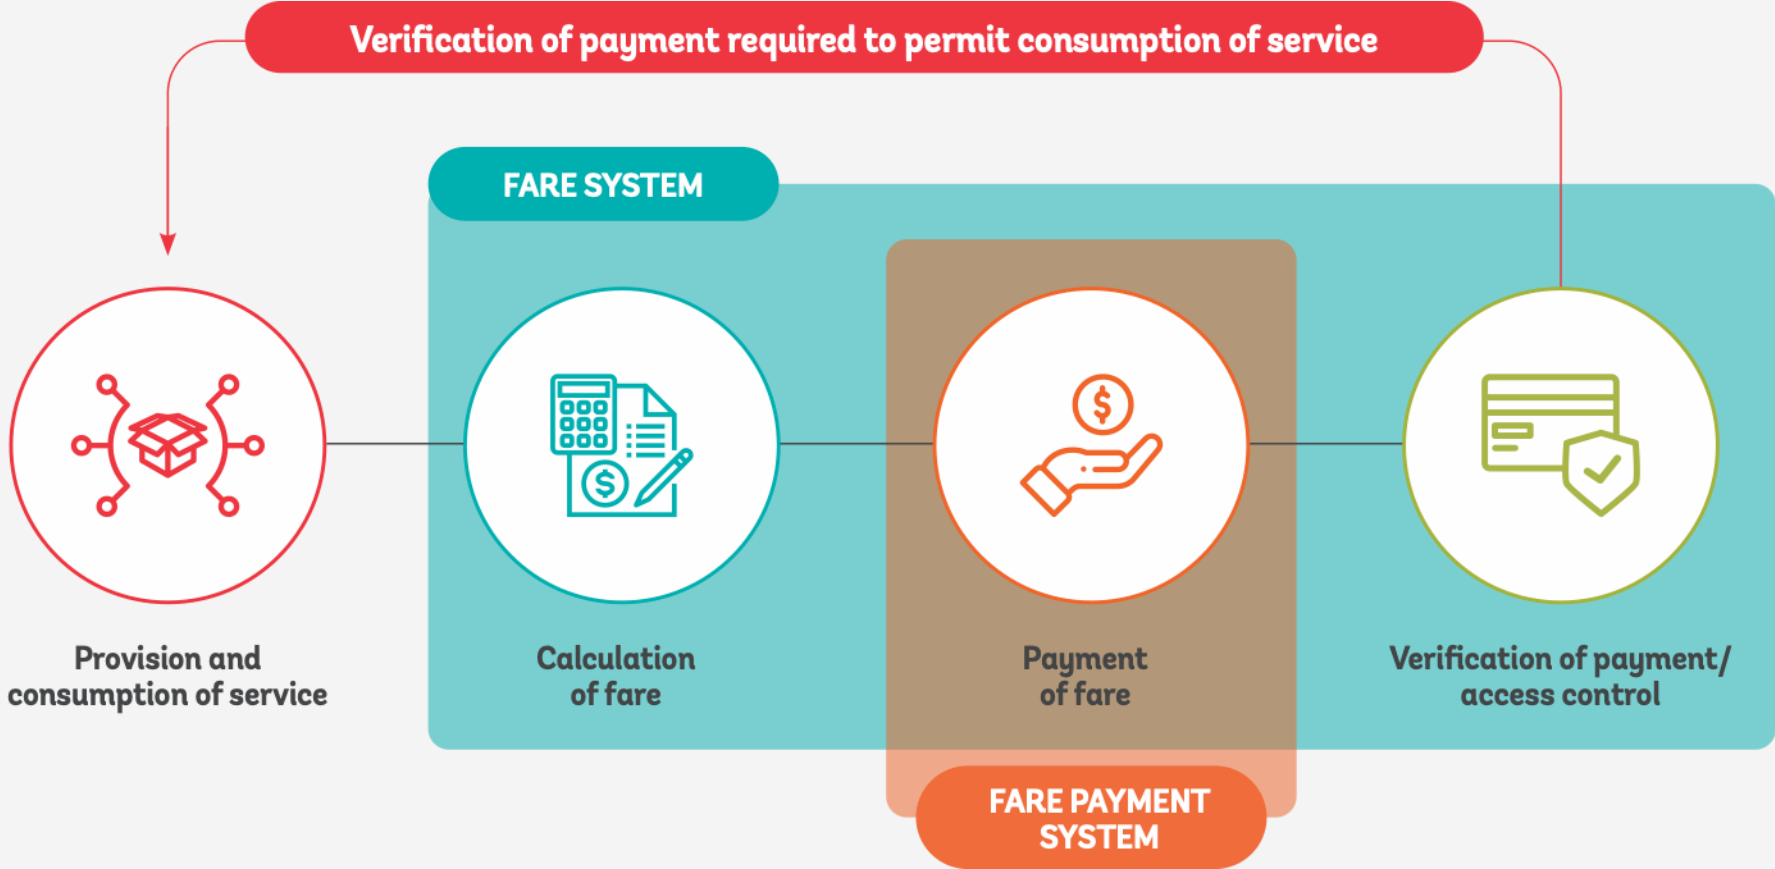 Verification of payment required to permit consumption of service
FARE SYSTEM
Provision and
consumption of service
Calculation
of fare
Payment
of fare
Verification of payment/
access control
FARE PAYMENT
SYSTEM